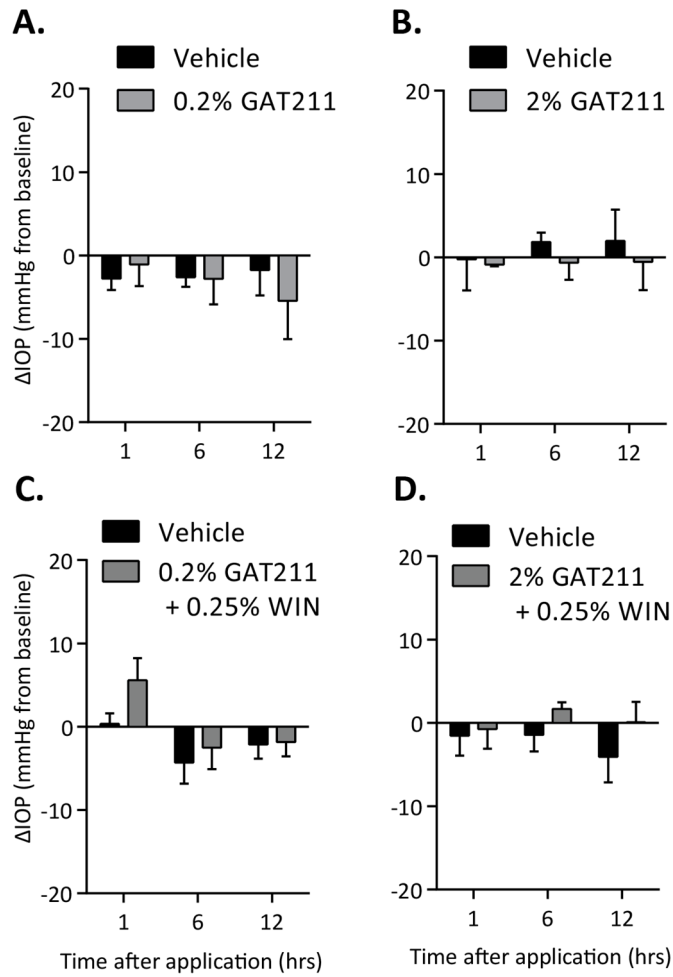 A.
Vehicle
0.2% GAT211
20
10
0
-10
-20
ΔIOP (mmHg from baseline)
1
6
12
B.
Vehicle
2% GAT211
20
10
0
-10
-20
1
6
12
C.
Vehicle
0.2% GAT211
+ 0.25% WIN
20
10
0
-10
-20
ΔIOP (mmHg from baseline)
1
6
12
Time after application (hrs)
D.
Vehicle
2% GAT211
+ 0.25% WIN
20
10
0
-10
-20
1
6
12
Time after application (hrs)